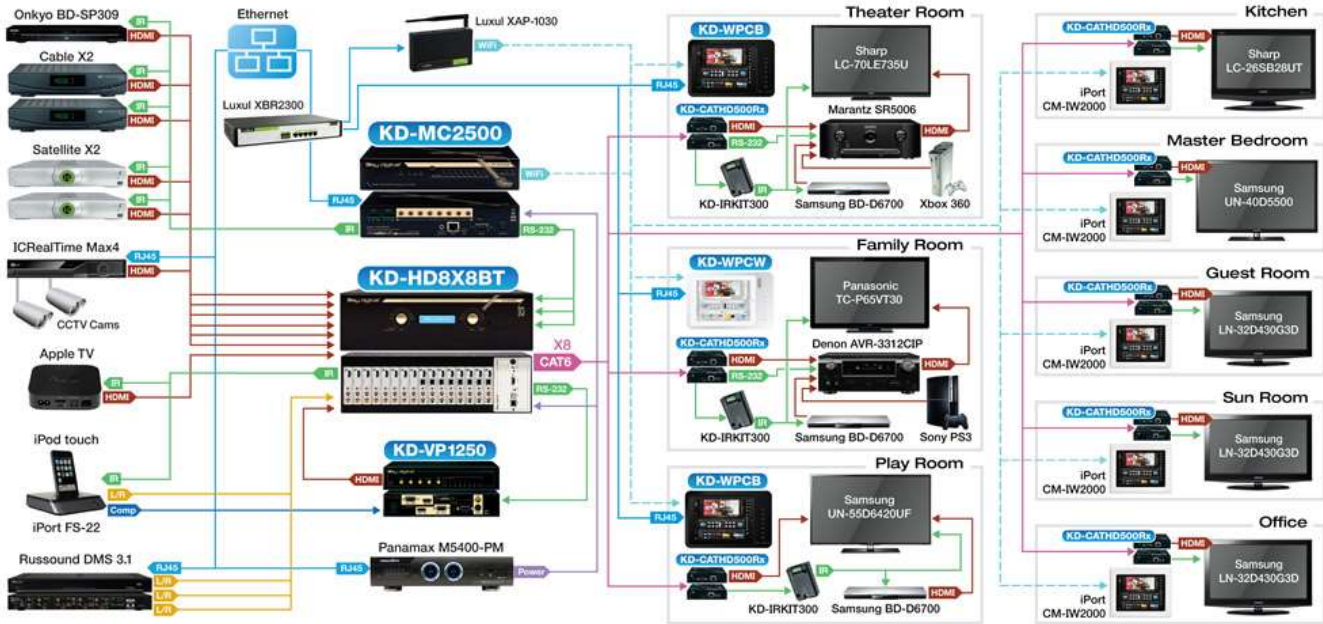 Onkyo BD-SP309
IR
HDMI
Cable X2
IR
HDMI
IR
HDMI
Satellite X2
IR
HDMI
IR
HDMI
ICRealTime Max4
RJ45
HDMI
CCTV Cams
Apple TV
IR
HDMI
iPod touch
IR
L/R
Comp
iPort FS-22
Russound DMS 3.1
RJ45
L/R
L/R
L/R
Ethernet
Luxul XBR2300
Luxul XAP-1030
WiFi
KD-MC2500
WiFi
RJ45
IR
RS-232
KD-HD8X8BT
X8
CAT6
IR
RS-232
KD-VP1250
HDMI
Panamax M5400-PM
RJ45
Power
Theater Room
KD-WPCB
RJ45
Sharp
LC-70LE735U
KD-CATHD500Rx
HDMI
RS-232
Marantz SR5006
HDMI
IR
KD-IRKIT300
Samsung BD-D6700
Xbox 360
Family Room
KD-WPCW
RJ45
Panasonic
TC-P65VT30
KD-CATHD500Rx
HDMI
RS-232
Denon AVR-3312CIP
HDMI
IR
KD-IRKIT300
Samsung BD-D6700
Sony PS3
Play Room
KD-WPCB
RJ45
Samsung
UN-55D6420UF
KD-CATHD500Rx
HDMI
IR
KD-IRKIT300
Samsung BD-D6700
HDMI
Kitchen
KD-CATHD500Rx
HDMI
Sharp
LC-26SB28UT
iPort
CM-IW2000
Master Bedroom
KD-CATHD500Rx
HDMI
Samsung
UN-40D5500
iPort
CM-IW2000
Guest Room
KD-CATHD500Rx
HDMI
Samsung
LN-32D430G3D
iPort
CM-IW2000
Sun Room
KD-CATHD500Rx
HDMI
Samsung
LN-32D430G3D
iPort
CM-IW2000
Office
KD-CATHD500Rx
HDMI
Samsung
LN-32D430G3D
iPort
CM-IW2000